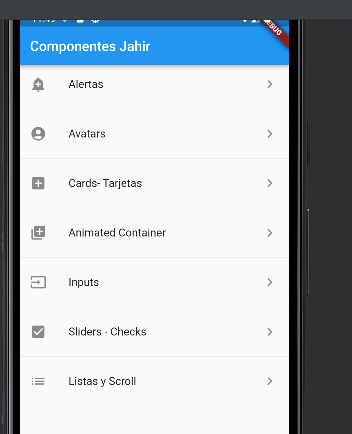 DEBUG
Componentes Jahir
Alertas
Avatars
Cards- Tarjetas
Animated Container
Inputs
Sliders - Checks
Listas y Scroll